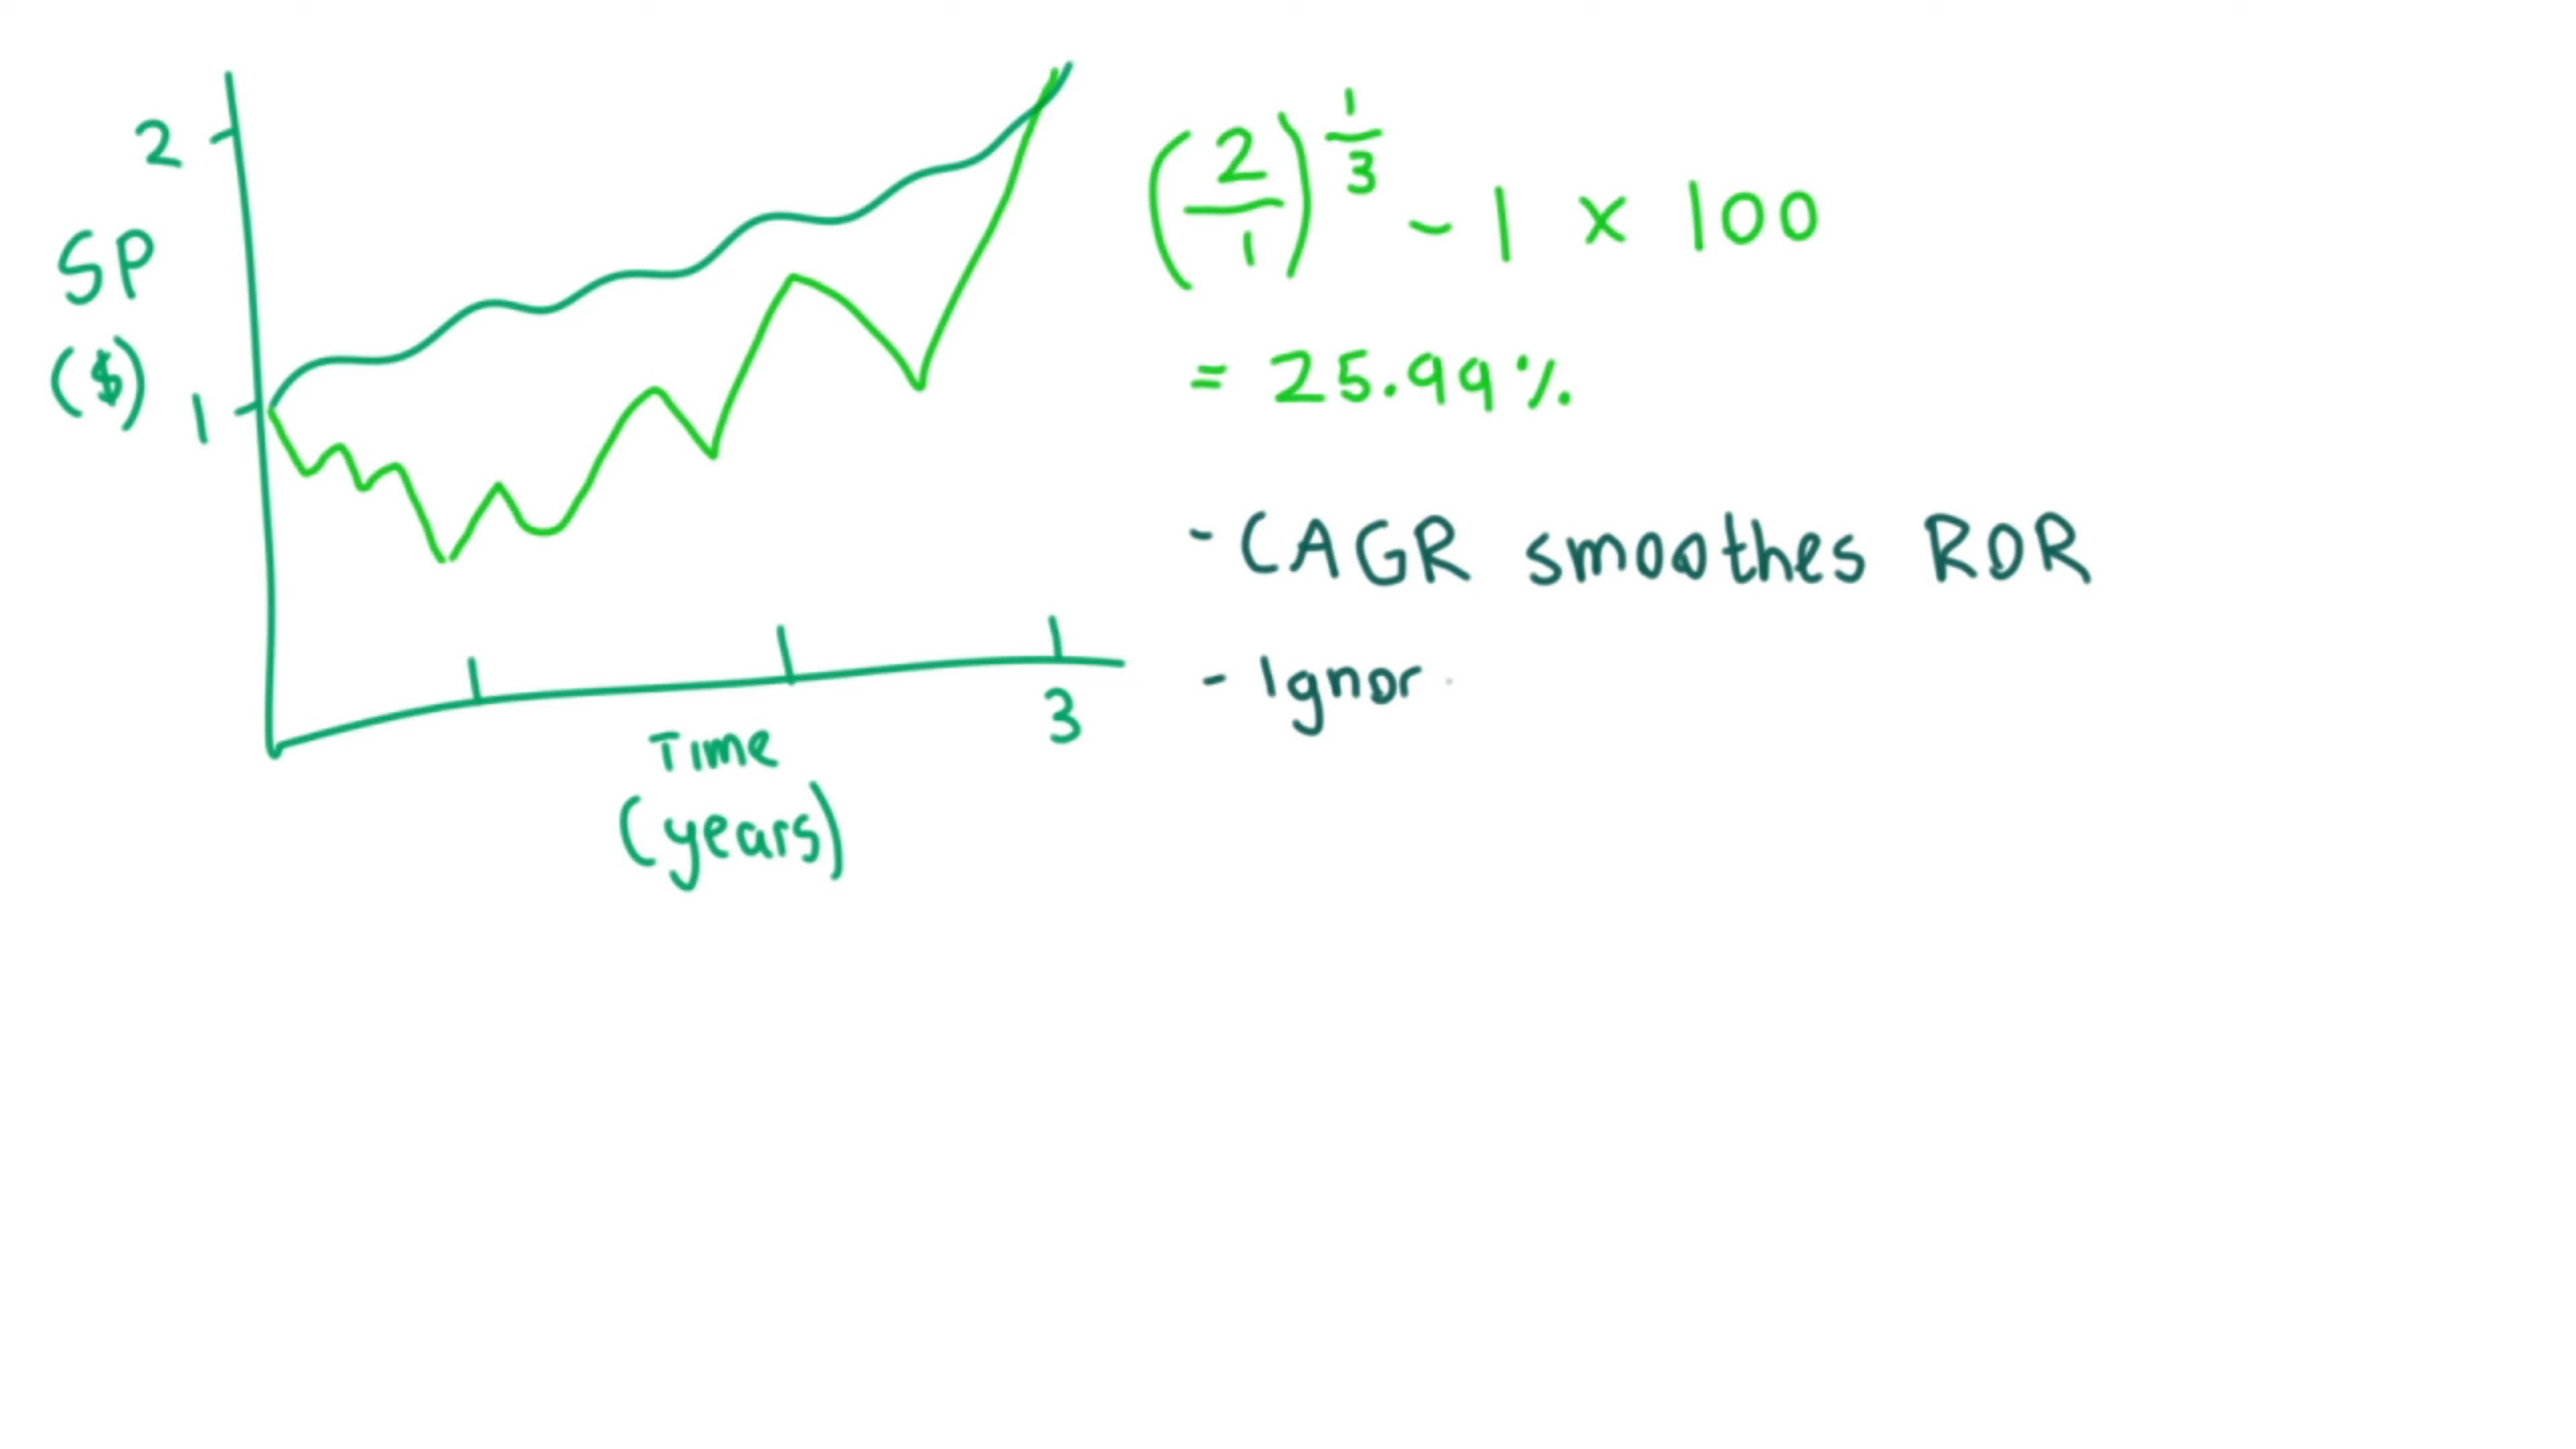 2
SP
($)
1
3
Time
(years)
(2/1)^1/3 - 1 x 100
= 25.99%
- CAGR smoothes ROR
- Ignor